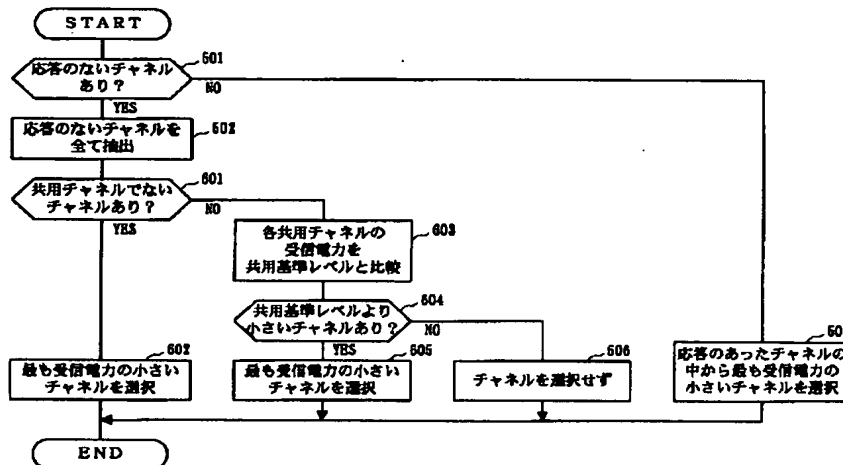 START
501
応答のないチャネル
あり？
NO
YES
502
応答のないチャネルを
全て抽出
601
共用チャネルでない
チャネルあり？
NO
YES
603
各共用チャネルの
受信電力を
共用基準レベルと比較
604
共用基準レベルより
小さいチャネルあり？
NO
YES
602
最も受信電力の小さい
チャネルを選択
605
最も受信電力の小さい
チャネルを選択
606
チャネルを選択せず
応答のあったチャネルの
中から最も受信電力の
小さいチャネルを選択
END